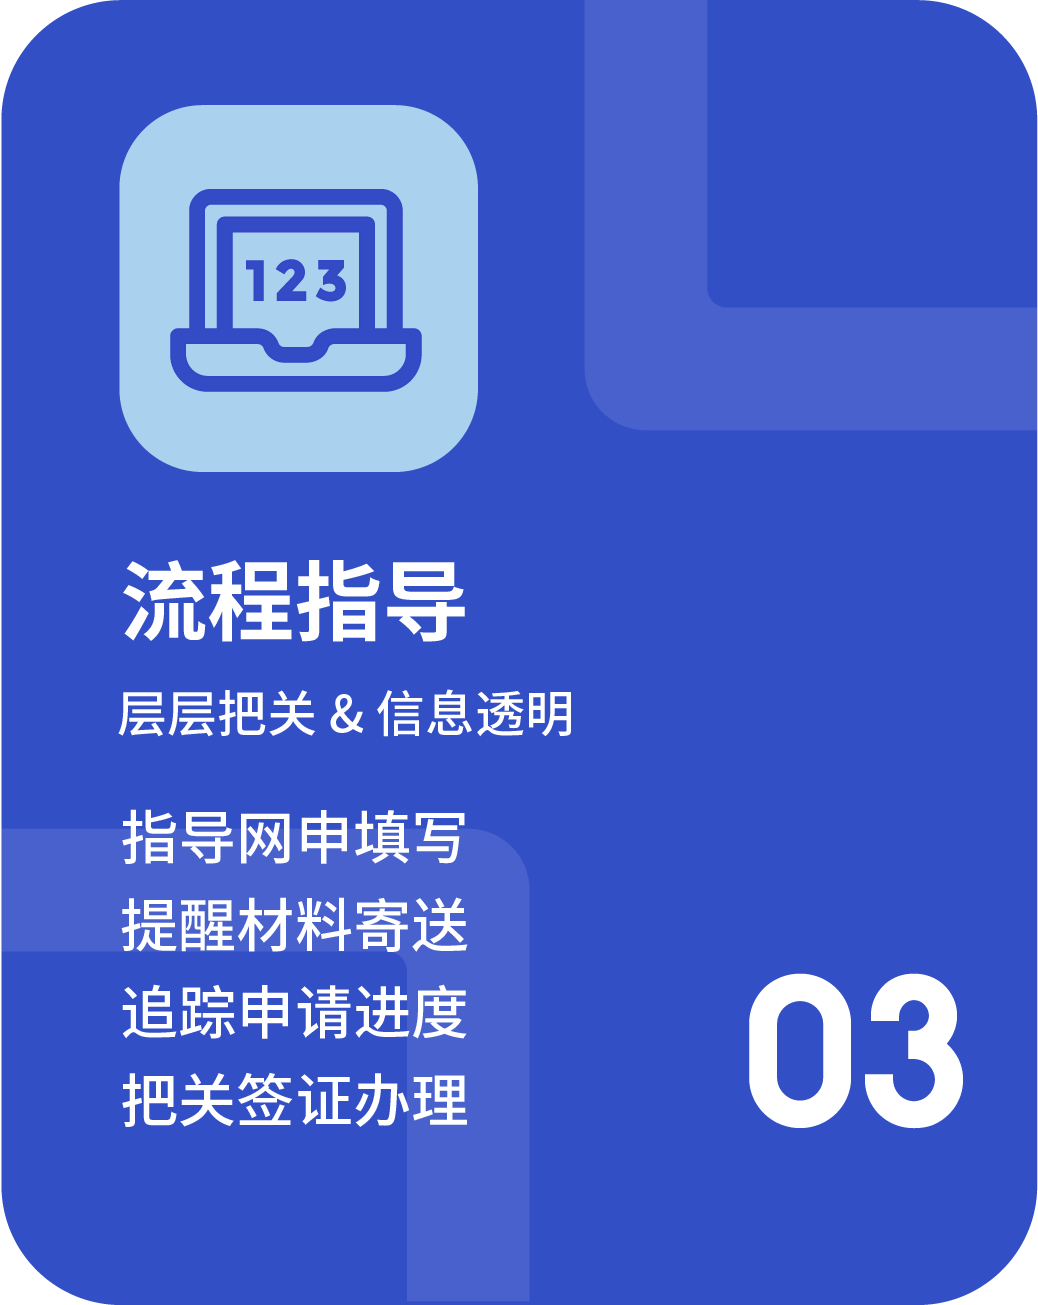 123
流程指导
层层把关 & 信息透明
指导网申填写
提醒材料寄送
追踪申请进度
把关签证办理
03